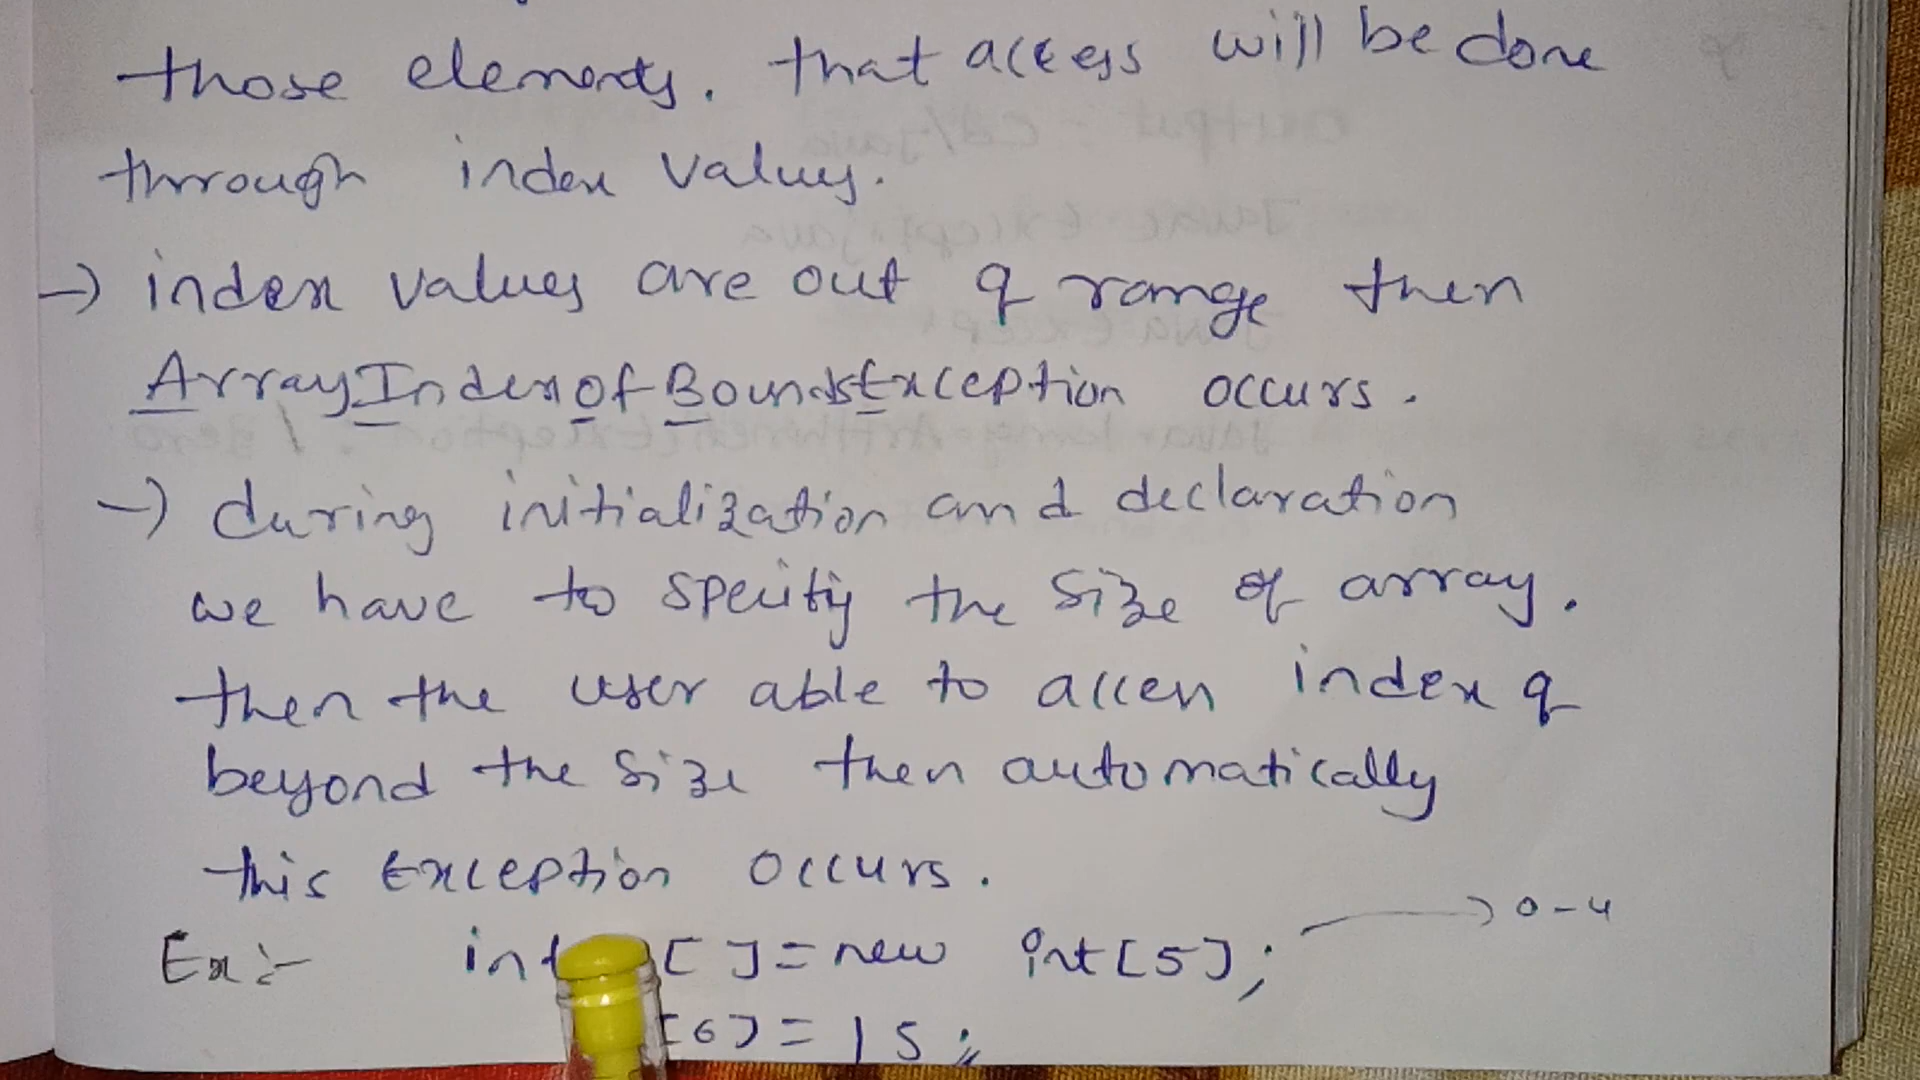 those elements. that access will be done
through index values.
→ index values are out of range then
ArrayIndexofBoundsException occurs.
→ during initialization and declaration
we have to specify the size of array.
then the user able to access index of
beyond the size then automatically
this exception occurs.
Ex:- int [ ] = new int[5]; → 0-4
[6] = 15;